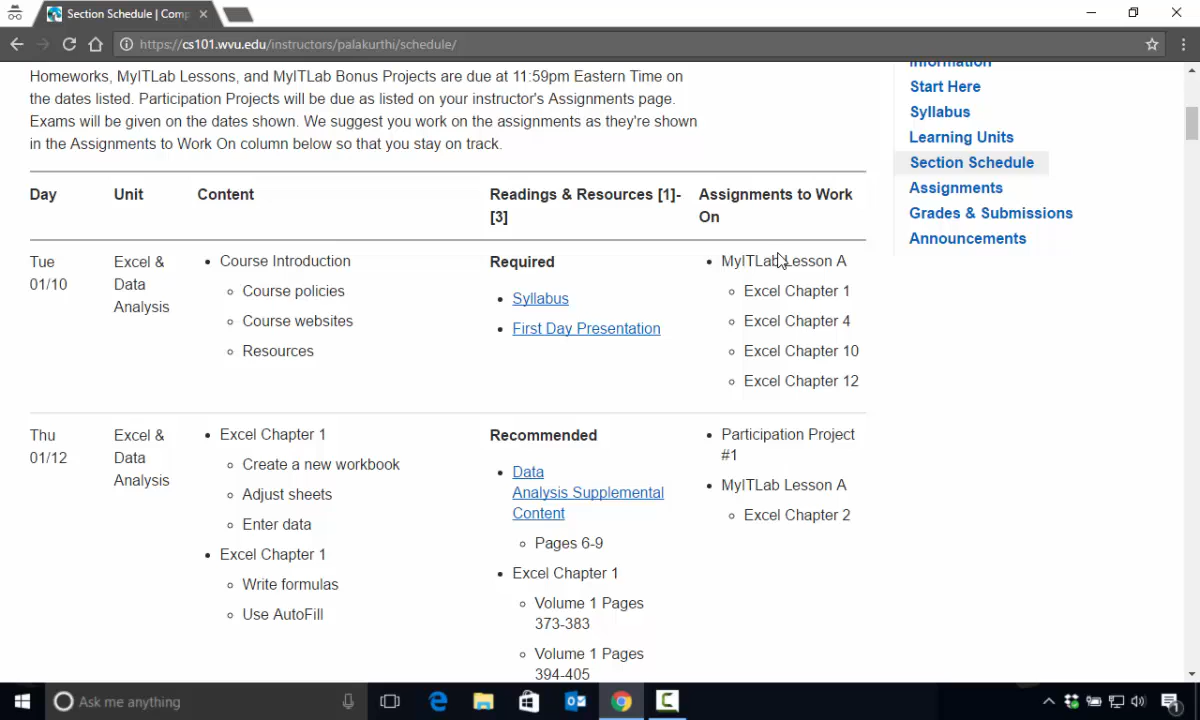 Section Schedule | Comp
https://cs101.wvu.edu/instructors/palakurthi/schedule/
Homeworks, MyITLab Lessons, and MyITLab Bonus Projects are due at 11:59pm Eastern Time on
the dates listed. Participation Projects will be due as listed on your instructor's Assignments page.
Exams will be given on the dates shown. We suggest you work on the assignments as they're shown
in the Assignments to Work On column below so that you stay on track.
Information
Start Here
Syllabus
Learning Units
Section Schedule
Assignments
Grades & Submissions
Announcements
Day
Unit
Content
Readings & Resources [1]-
[3]
Assignments to Work
On
Tue
01/10
Excel &
Data
Analysis
Course Introduction
Course policies
Course websites
Resources
Required
Syllabus
First Day Presentation
MyITLab Lesson A
Excel Chapter 1
Excel Chapter 4
Excel Chapter 10
Excel Chapter 12
Thu
01/12
Excel &
Data
Analysis
Excel Chapter 1
Create a new workbook
Adjust sheets
Enter data
Excel Chapter 1
Write formulas
Use AutoFill
Recommended
Data
Analysis Supplemental
Content
Pages 6-9
Excel Chapter 1
Volume 1 Pages
373-383
Volume 1 Pages
394-405
Participation Project
#1
MyITLab Lesson A
Excel Chapter 2
Ask me anything
1